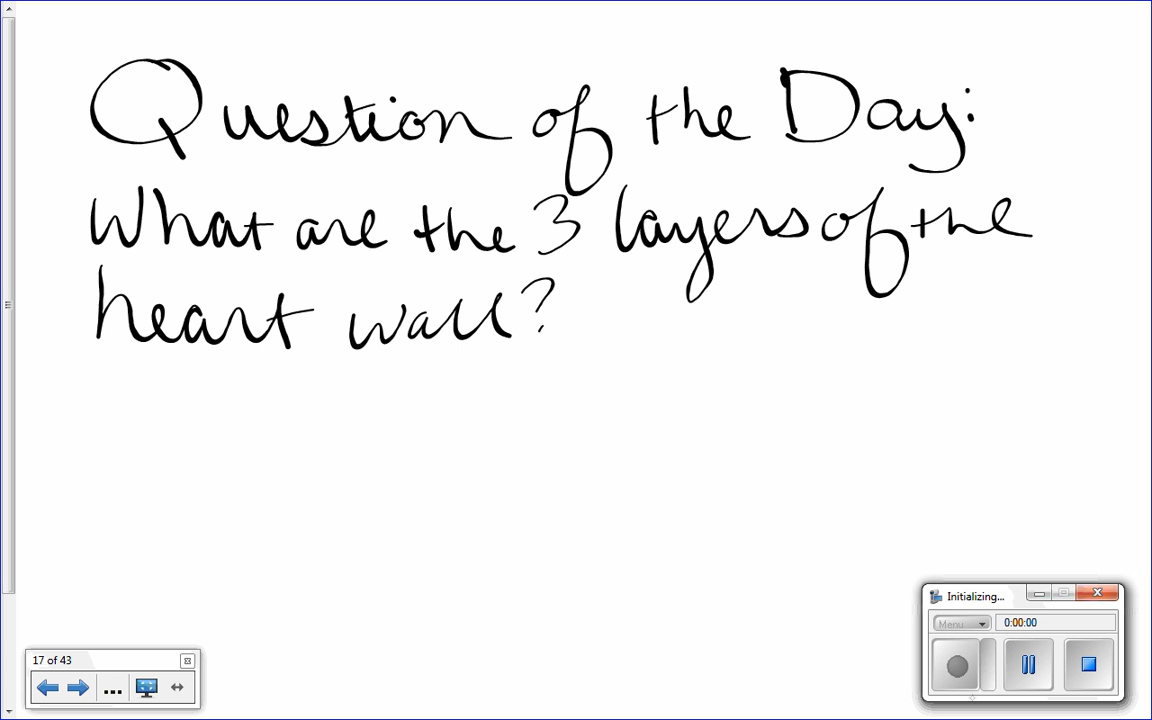 Question of the Day:
What are the 3 layers of the
heart wall?
Initializing...
Menu
0:00:00
17 of 43
...